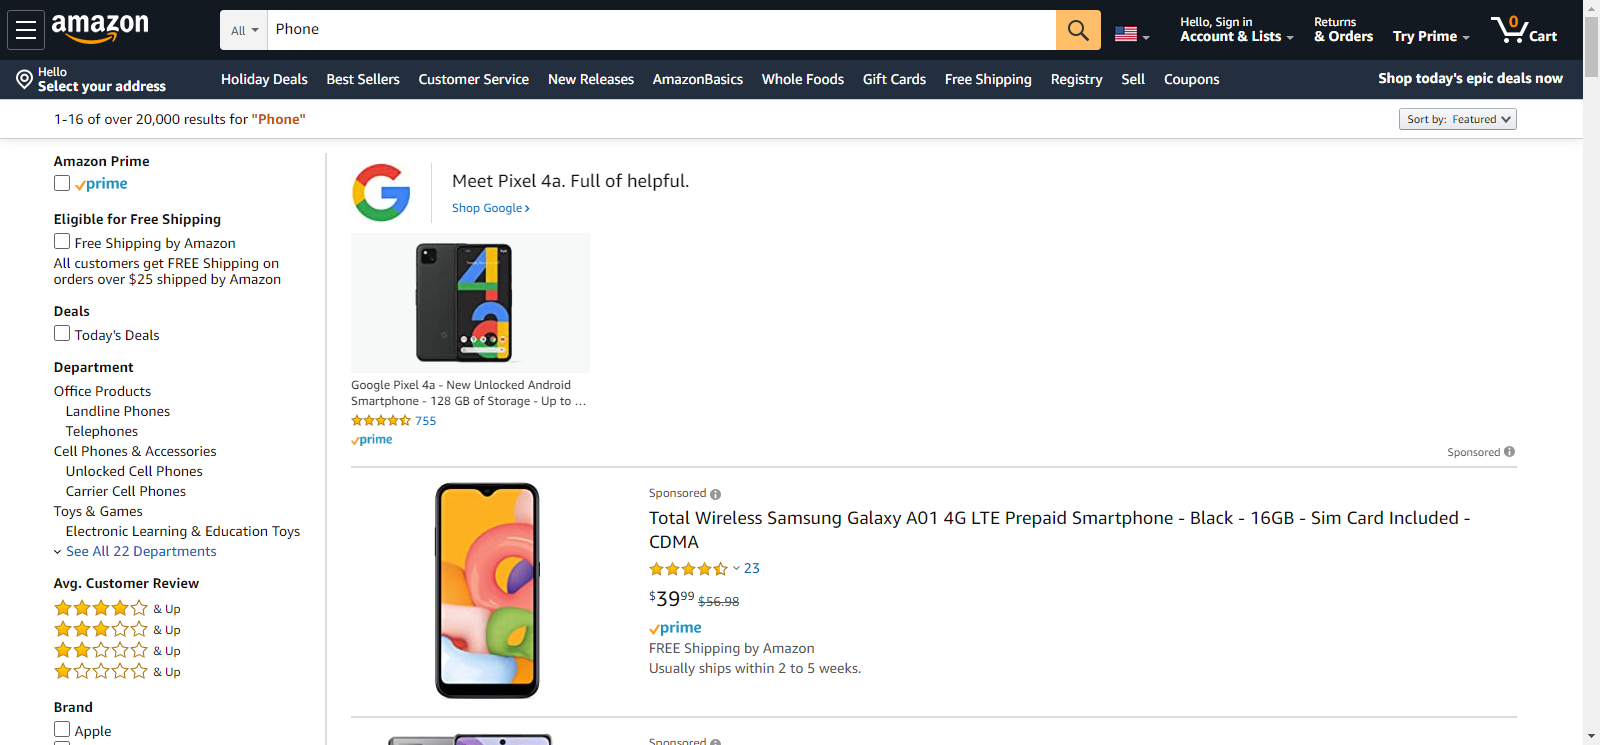 amazon
All
Phone
Hello, Sign in
Account & Lists
Returns
& Orders
Try Prime
0
Cart
Hello
Select your address
Holiday Deals
Best Sellers
Customer Service
New Releases
AmazonBasics
Whole Foods
Gift Cards
Free Shipping
Registry
Sell
Coupons
Shop today's epic deals now
1-16 of over 20,000 results for "Phone"
Sort by: Featured
Amazon Prime
prime
Eligible for Free Shipping
Free Shipping by Amazon
All customers get FREE Shipping on
orders over $25 shipped by Amazon
Deals
Today's Deals
Department
Office Products
Landline Phones
Telephones
Cell Phones & Accessories
Unlocked Cell Phones
Carrier Cell Phones
Toys & Games
Electronic Learning & Education Toys
See All 22 Departments
Avg. Customer Review
& Up
& Up
& Up
& Up
Brand
Apple
Meet Pixel 4a. Full of helpful.
Shop Google ›
Google Pixel 4a - New Unlocked Android
Smartphone - 128 GB of Storage - Up to …
755
prime
Sponsored
Sponsored
Total Wireless Samsung Galaxy A01 4G LTE Prepaid Smartphone - Black - 16GB - Sim Card Included -
CDMA
23
$39.99 $56.98
prime
FREE Shipping by Amazon
Usually ships within 2 to 5 weeks.
Sponsored